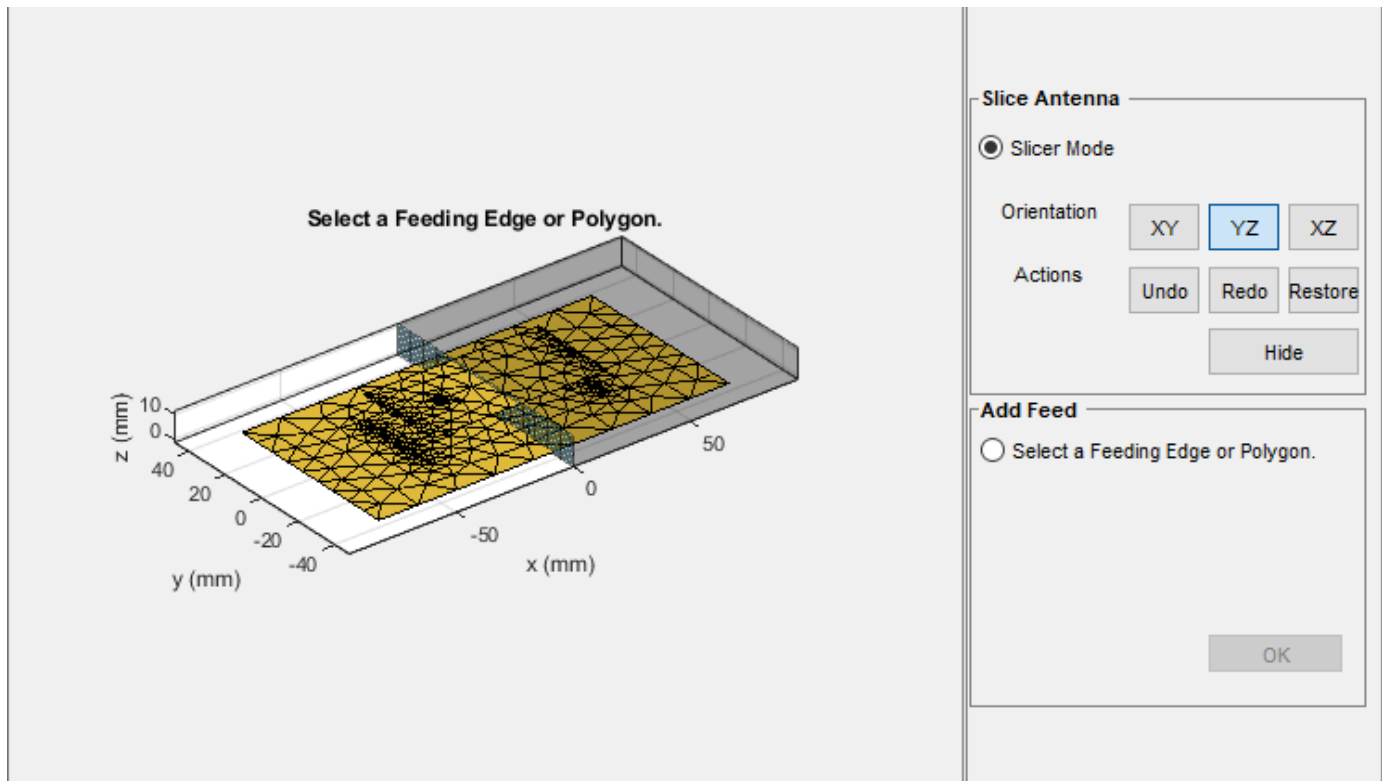 Select a Feeding Edge or Polygon.
z (mm)
10
0
40
20
0
-20
-40
y (mm)
-50
0
50
x (mm)
Slice Antenna
Slicer Mode
Orientation
XY YZ XZ
Actions
Undo Redo Restore
Hide
Add Feed
Select a Feeding Edge or Polygon.
OK